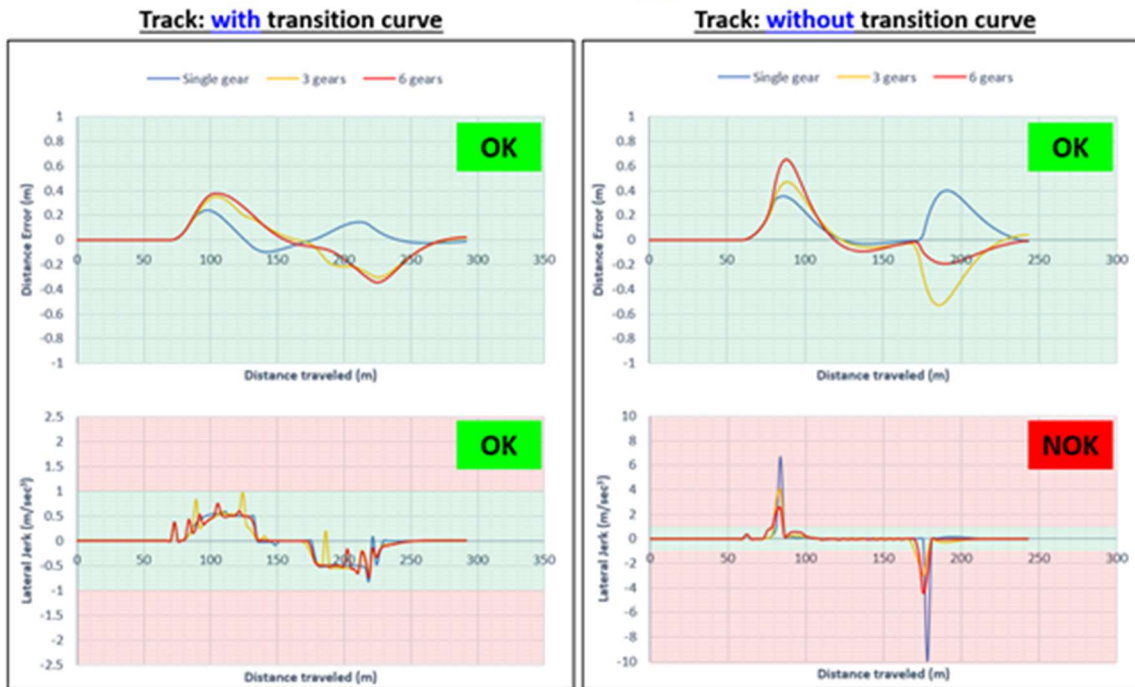 Track: with transition curve
Single gear 3 gears 6 gears
OK
Distance Error (m)
1
0.8
0.6
0.4
0.2
0
-0.2
-0.4
-0.6
-0.8
-1
0 50 100 150 200 250 300 350
Distance traveled (m)
OK
Lateral Jerk (m/sec³)
2.5
2
1.5
1
0.5
0
-0.5
-1
-1.5
-2
-2.5
0 50 100 150 200 250 300 350
Distance traveled (m)
Track: without transition curve
Single gear 3 gears 6 gears
OK
Distance Error (m)
1
0.8
0.6
0.4
0.2
0
-0.2
-0.4
-0.6
-0.8
-1
0 50 100 150 200 250 300
Distance traveled (m)
NOK
Lateral Jerk (m/sec³)
10
8
6
4
2
0
-2
-4
-6
-8
-10
0 50 100 150 200 250 300
Distance traveled (m)